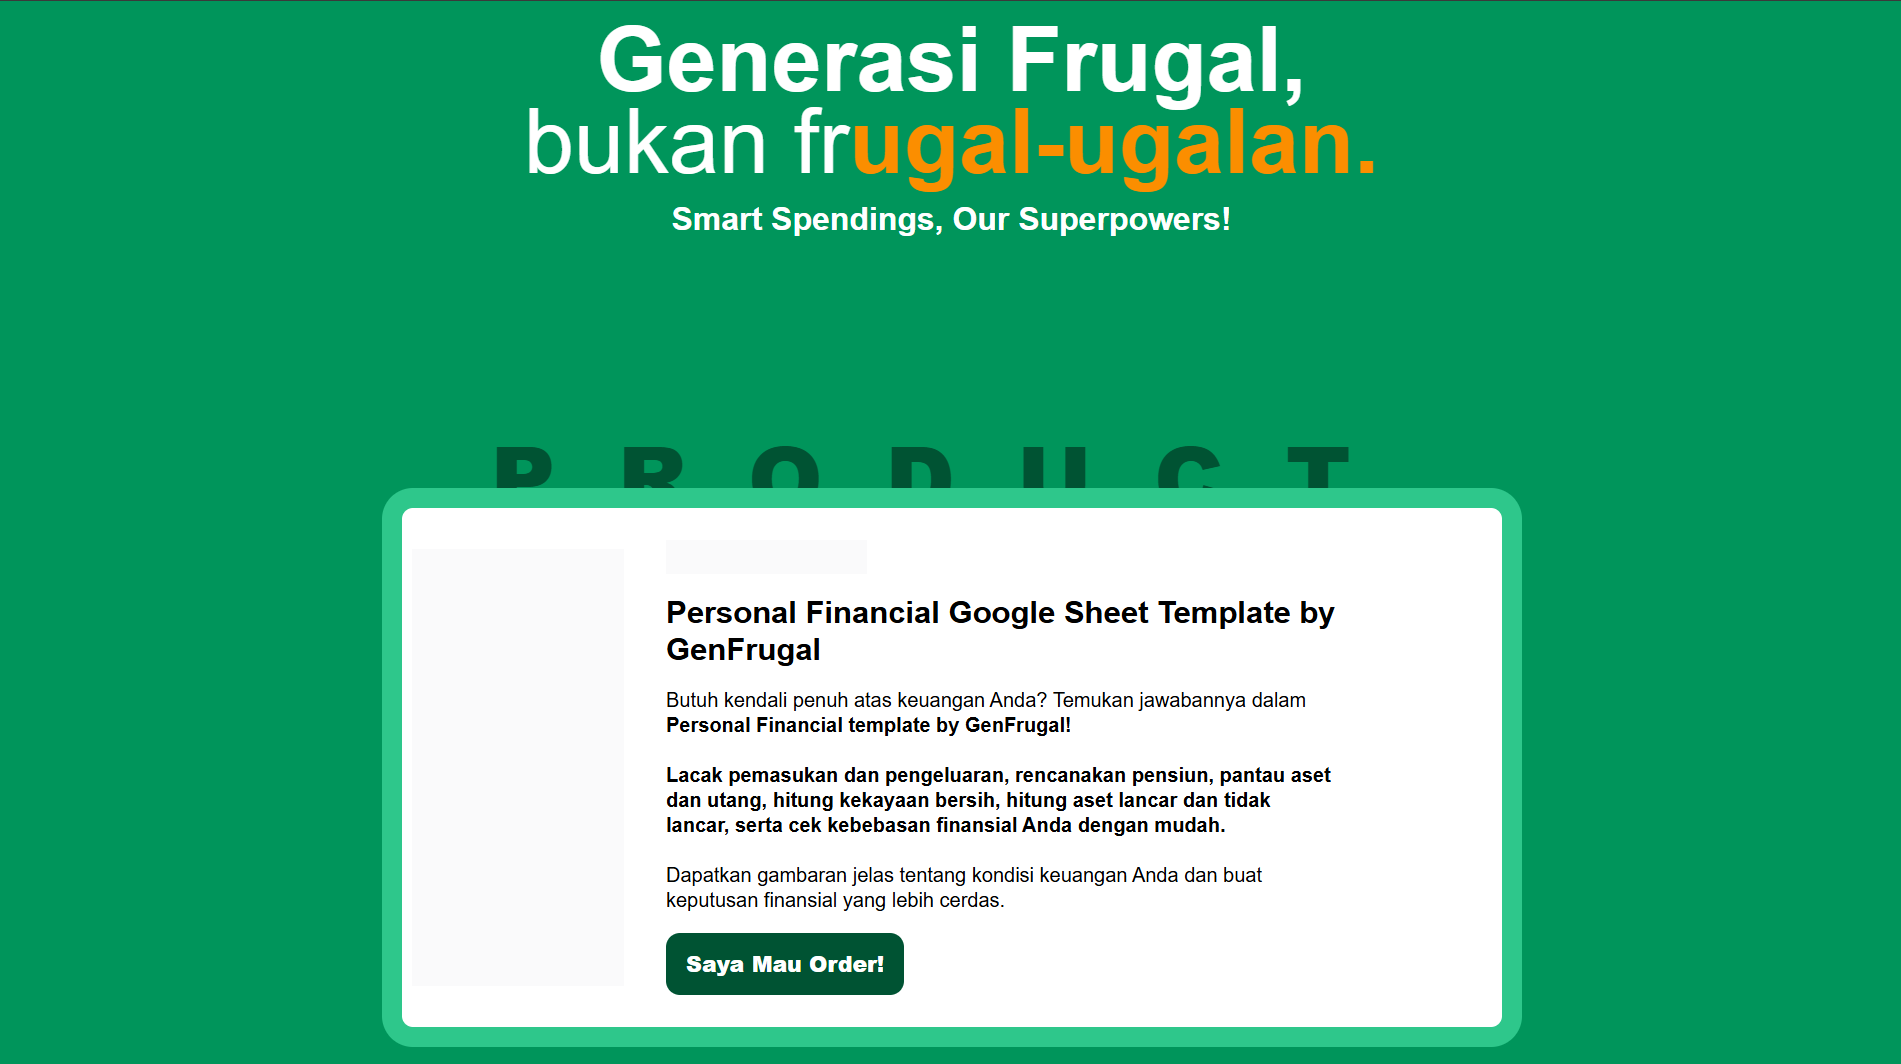 Generasi Frugal,
bukan frugal-ugalan.
Smart Spendings, Our Superpowers!
PRODUCT
Personal Financial Google Sheet Template by
GenFrugal
Butuh kendali penuh atas keuangan Anda? Temukan jawabannya dalam
Personal Financial template by GenFrugal!
Lacak pemasukan dan pengeluaran, rencanakan pensiun, pantau aset
dan utang, hitung kekayaan bersih, hitung aset lancar dan tidak
lancar, serta cek kebebasan finansial Anda dengan mudah.
Dapatkan gambaran jelas tentang kondisi keuangan Anda dan buat
keputusan finansial yang lebih cerdas.
Saya Mau Order!